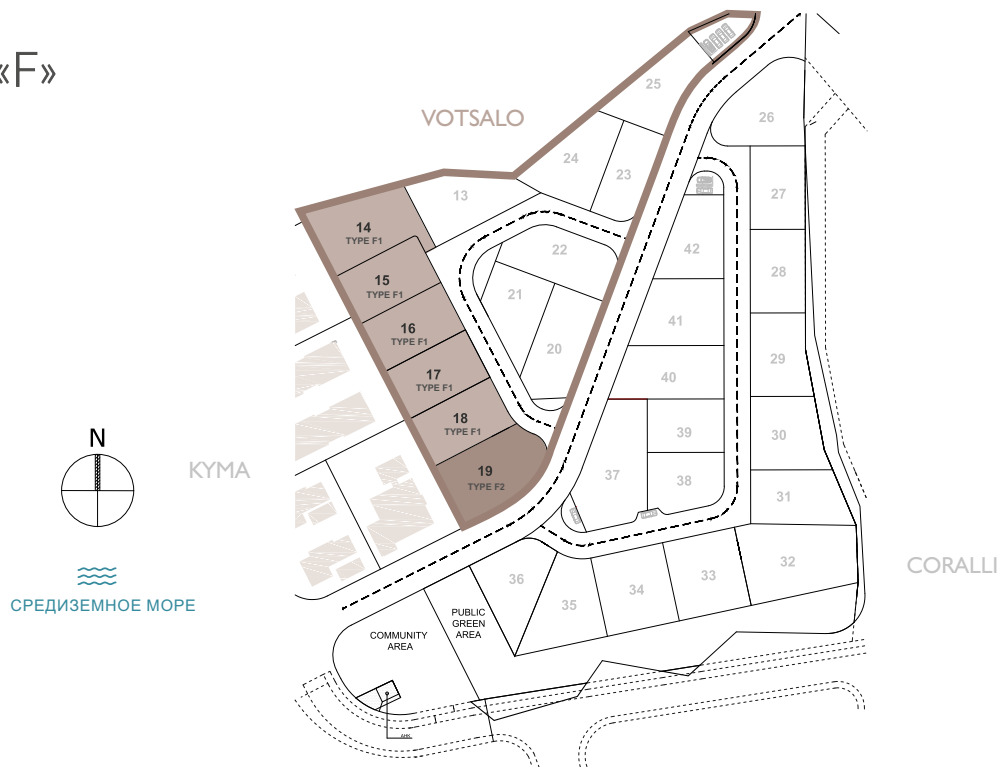 «F»
VOTSALO
25
26
24
23
27
13
14
TYPE F1
22
42
28
15
TYPE F1
21
16
TYPE F1
41
20
29
17
TYPE F1
40
18
TYPE F1
39
30
N
KYMA
19
TYPE F2
37
38
31
CORALLI
32
36
33
34
35
СРЕДИЗЕМНОЕ МОРЕ
PUBLIC
GREEN
AREA
COMMUNITY
AREA